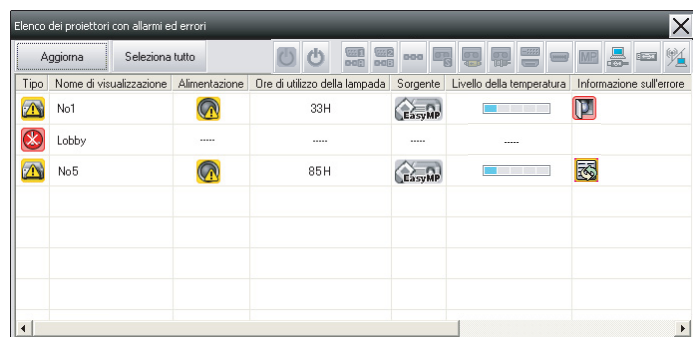 Elenco dei proiettori con allarmi ed errori
Aggiorna Seleziona tutto MP
Tipo Nome di visualizzazione Alimentazione Ore di utilizzo della lampada Sorgente Livello della temperatura Informazione sull'errore
No1 33H EasyMP
Lobby ----- ----- ----- -----
No5 85H EasyMP